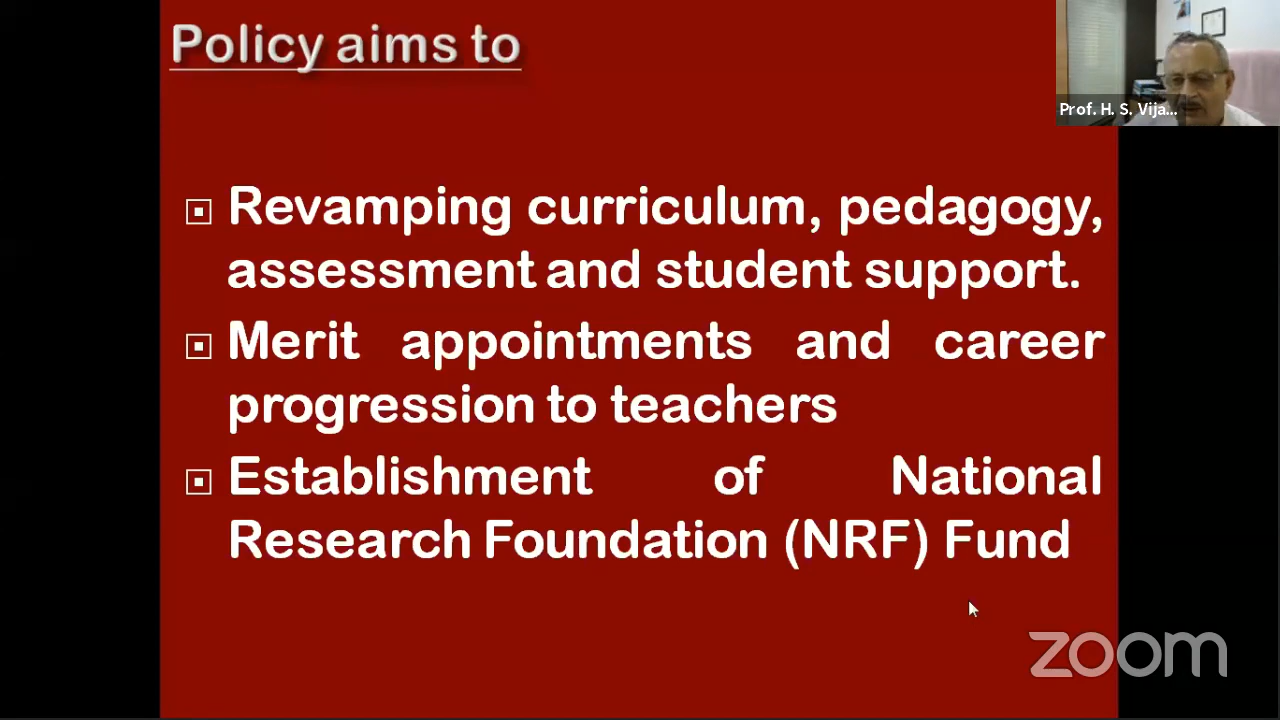 Policy aims to
Prof. H. S. Vija...
Revamping curriculum, pedagogy,
assessment and student support.
Merit appointments and career
progression to teachers
Establishment of National
Research Foundation (NRF) Fund
zoom